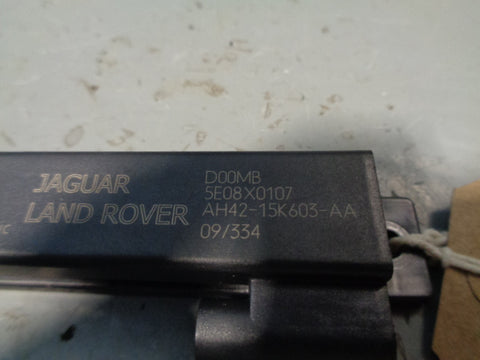 JAGUAR
LAND ROVER
D00MB
5E08X0107
AH42-15K603-AA
09/334